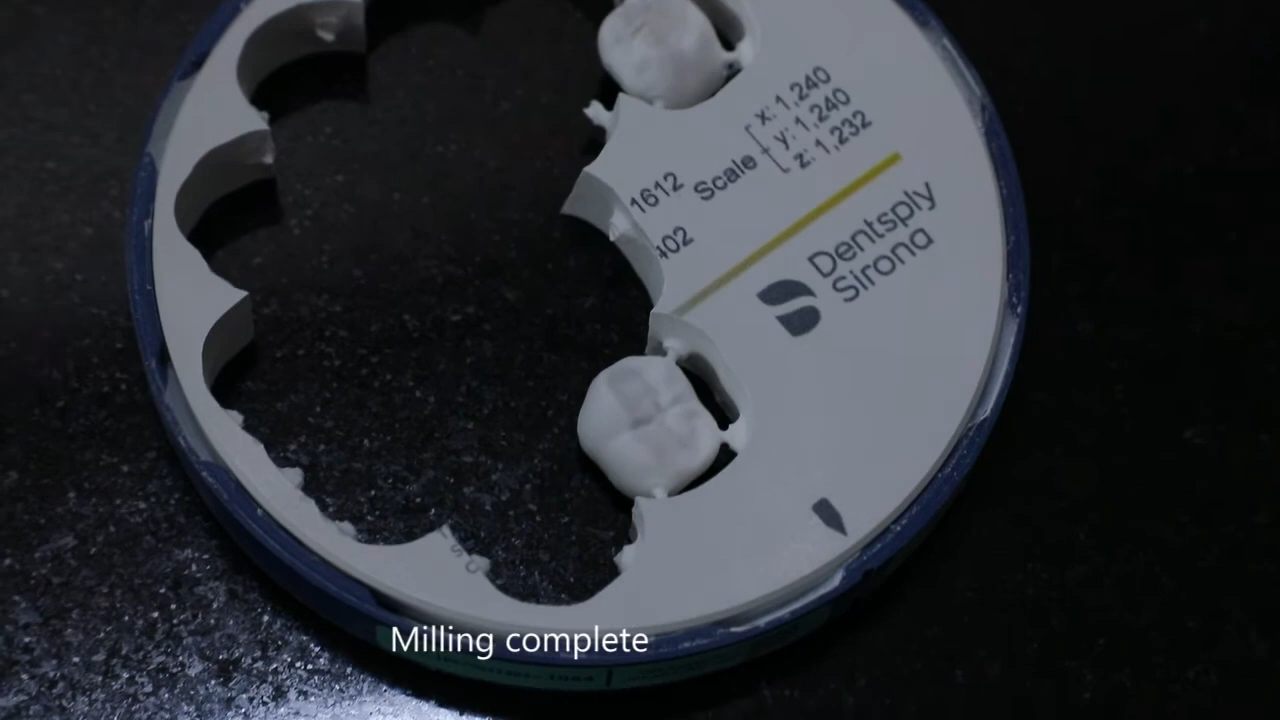 x: 1,240
y: 1,240
z: 1,232
Scale
1612
402
Dentsply
Sirona
Milling complete